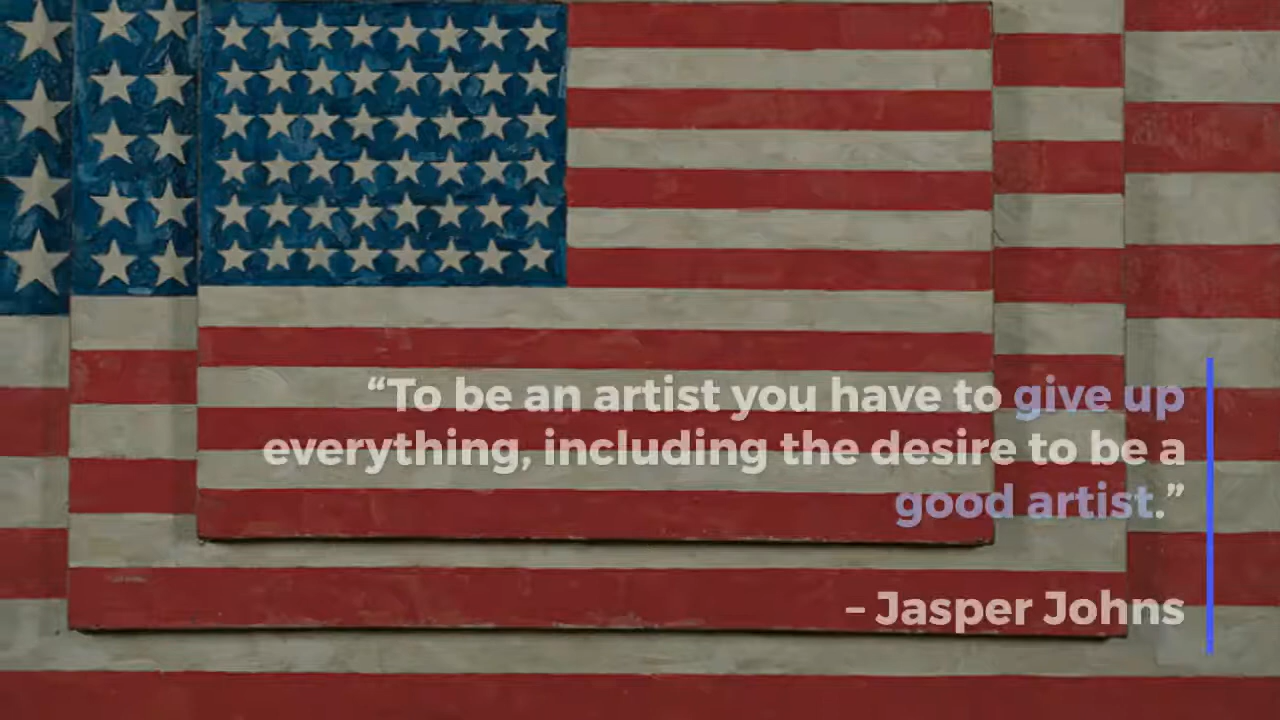 “To be an artist you have to give up
everything, including the desire to be a
good artist.”
– Jasper Johns